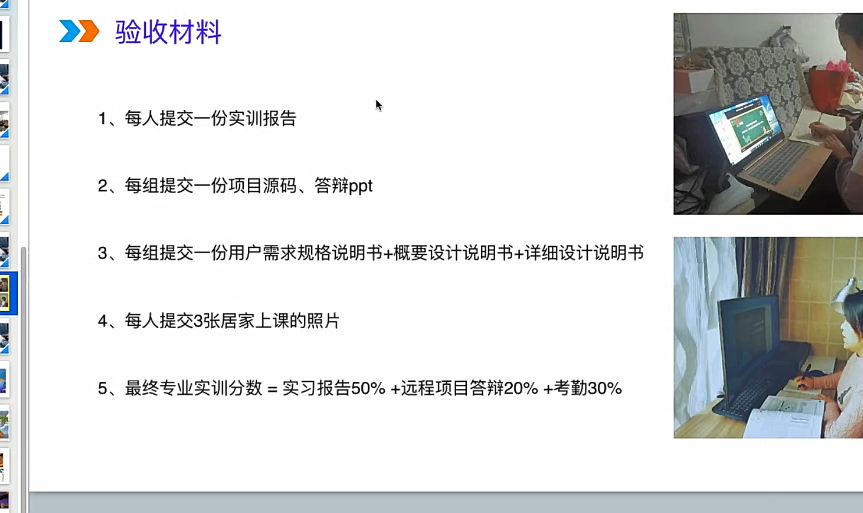 验收材料
1、每人提交一份实训报告
2、每组提交一份项目源码、答辩ppt
3、每组提交一份用户需求规格说明书+概要设计说明书+详细设计说明书
4、每人提交3张居家上课的照片
5、最终专业实训分数 = 实习报告50% +远程项目答辩20% +考勤30%